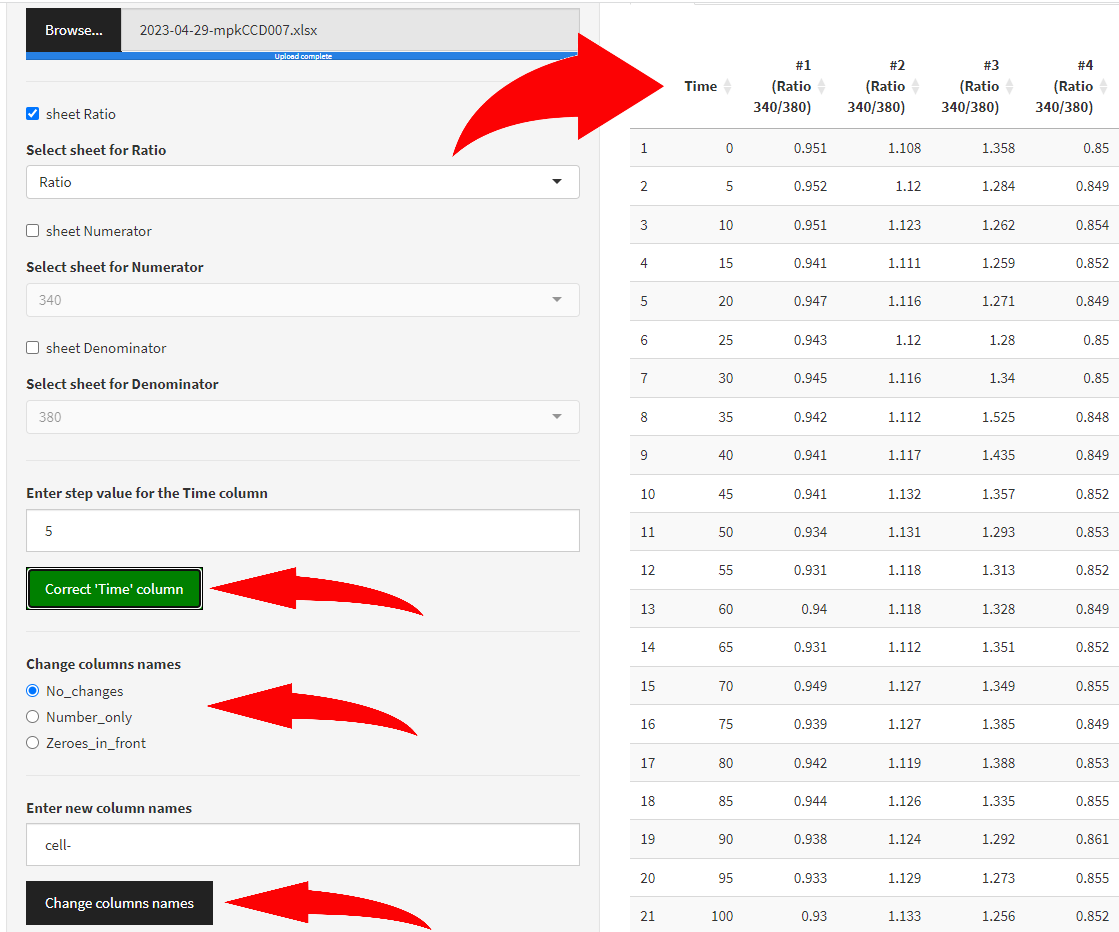 Browse... 2023-04-29-mpkCCD007.xlsx
Upload complete
sheet Ratio
Select sheet for Ratio
Ratio
sheet Numerator
Select sheet for Numerator
340
sheet Denominator
Select sheet for Denominator
380
Enter step value for the Time column
5
Correct 'Time' column
Change columns names
No_changes
Number_only
Zeroes_in_front
Enter new column names
cell-
Change columns names
#1 #2 #3 #4
Time (Ratio (Ratio (Ratio (Ratio
340/380) 340/380) 340/380) 340/380)
1 0 0.951 1.108 1.358 0.85
2 5 0.952 1.12 1.284 0.849
3 10 0.951 1.123 1.262 0.854
4 15 0.941 1.111 1.259 0.852
5 20 0.947 1.116 1.271 0.849
6 25 0.943 1.12 1.28 0.85
7 30 0.945 1.116 1.34 0.85
8 35 0.942 1.112 1.525 0.848
9 40 0.941 1.117 1.435 0.849
10 45 0.941 1.132 1.357 0.852
11 50 0.934 1.131 1.293 0.853
12 55 0.931 1.118 1.313 0.852
13 60 0.94 1.118 1.328 0.849
14 65 0.931 1.112 1.351 0.852
15 70 0.949 1.127 1.349 0.855
16 75 0.939 1.127 1.385 0.849
17 80 0.942 1.119 1.388 0.853
18 85 0.944 1.126 1.335 0.855
19 90 0.938 1.124 1.292 0.861
20 95 0.933 1.129 1.273 0.855
21 100 0.93 1.133 1.256 0.852